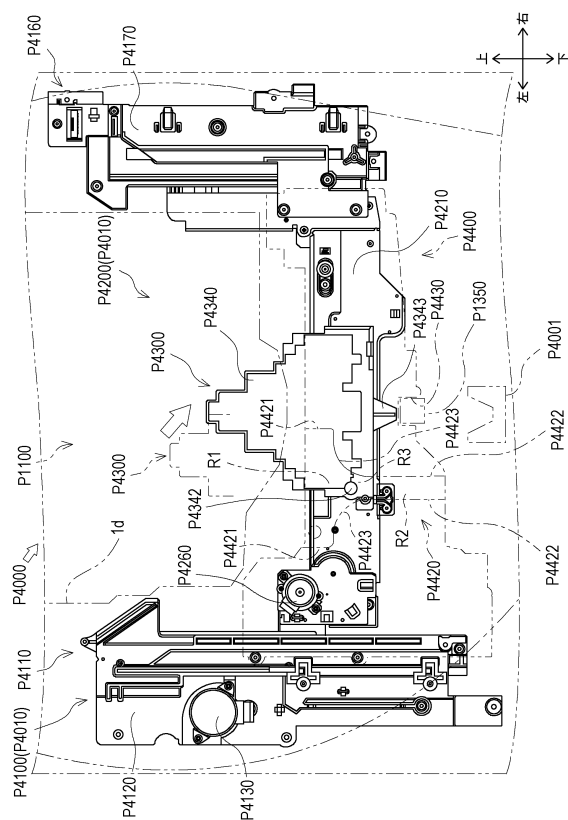 P4160
P4170
P4200(P4010)
P4210
P4400
P4340
P4300
P4343
P4430
P1350
P4001
P4421
R3
P4423
P4422
P1100
P4300
R1
P4342
R2
P4420
P4421
P4423
P4422
P4260
P4000
1d
P4110
P4100(P4010)
P4120
P4130
上
下
左
右